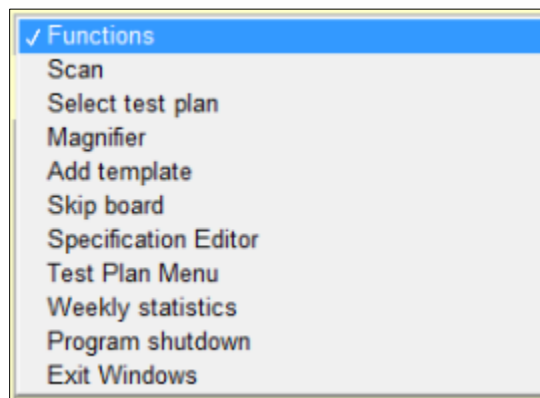 ✓ Functions
Scan
Select test plan
Magnifier
Add template
Skip board
Specification Editor
Test Plan Menu
Weekly statistics
Program shutdown
Exit Windows